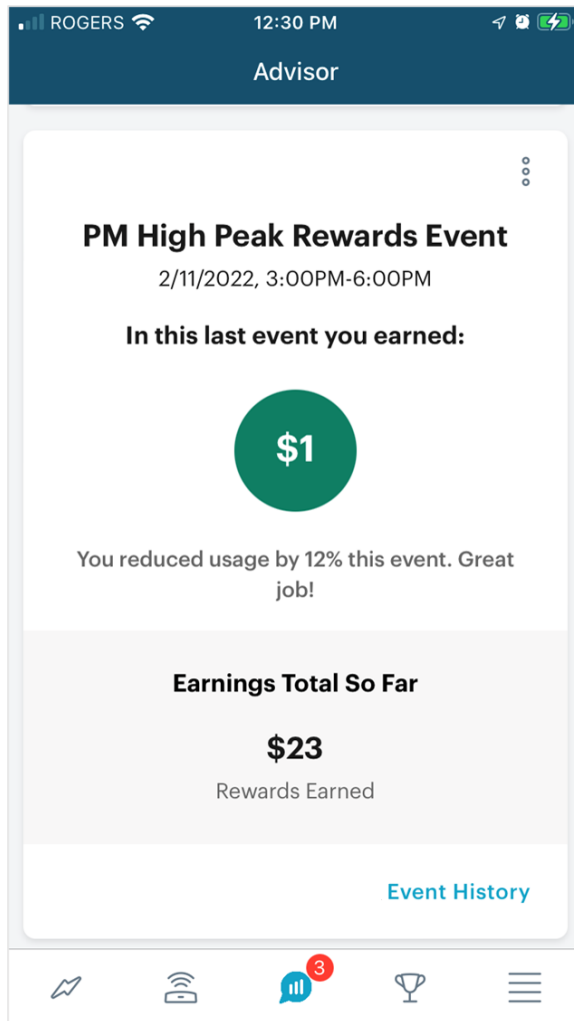 ROGERS 12:30 PM
Advisor
PM High Peak Rewards Event
2/11/2022, 3:00PM-6:00PM
In this last event you earned:
$1
You reduced usage by 12% this event. Great
job!
Earnings Total So Far
$23
Rewards Earned
Event History
3